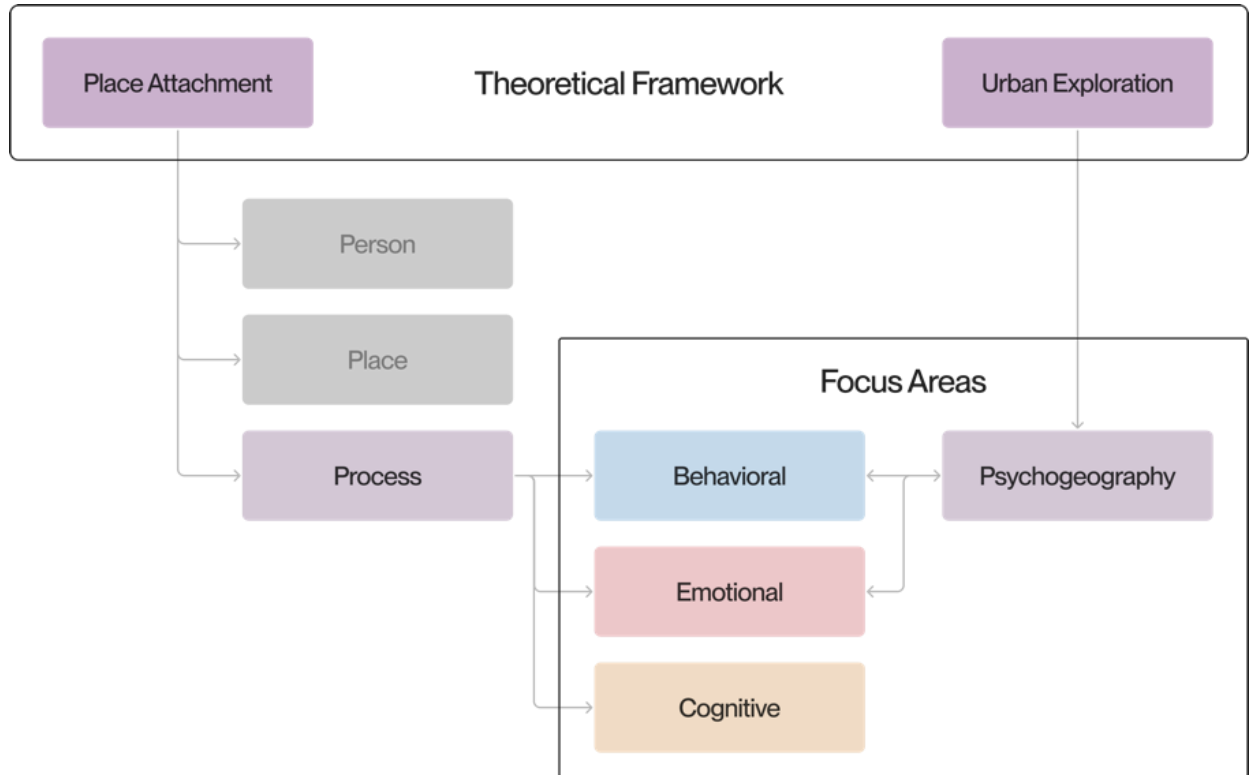 Place Attachment
Theoretical Framework
Urban Exploration
Person
Place
Focus Areas
Process
Behavioral
Psychogeography
Emotional
Cognitive